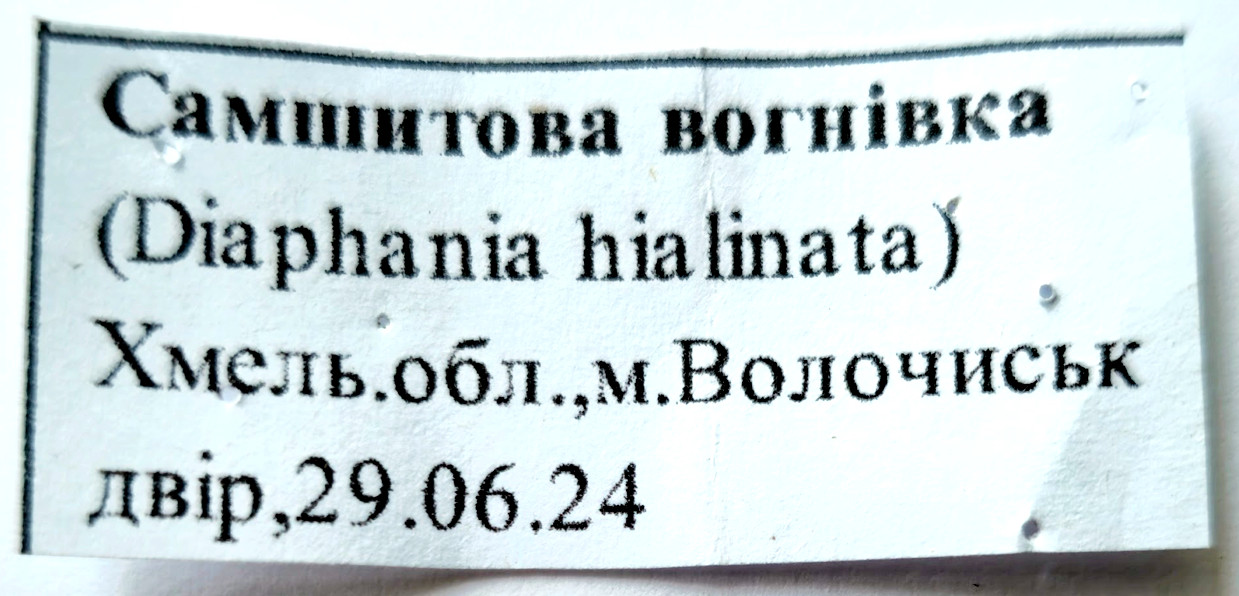 Самшитова вогнівка
(Diaphania hialinata)
Хмель.обл.,м.Волочиськ
двір,29.06.24